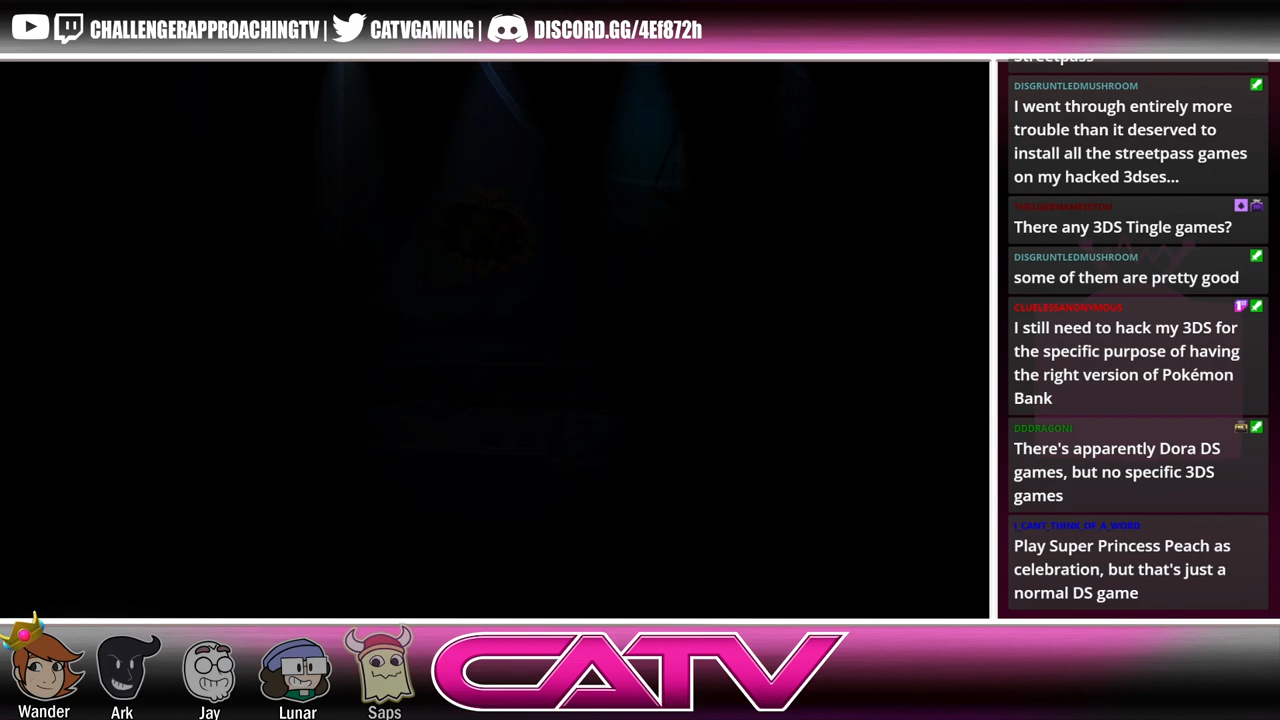 CHALLENGERAPPROACHINGTV | CATVGAMING | DISCORD.GG/4Ef872h
Streetpass
DISGRUNTLEDMUSHROOM
I went through entirely more
trouble than it deserved to
install all the streetpass games
on my hacked 3dses...
There any 3DS Tingle games?
DISGRUNTLEDMUSHROOM
some of them are pretty good
CLUELESSANONYMOUS
I still need to hack my 3DS for
the specific purpose of having
the right version of Pokémon
Bank
DDDRAGONI
There's apparently Dora DS
games, but no specific 3DS
games
I_CANT_THINK_OF_A_WORD
Play Super Princess Peach as
celebration, but that's just a
normal DS game
CATV
Wander Ark Jay Lunar Saps